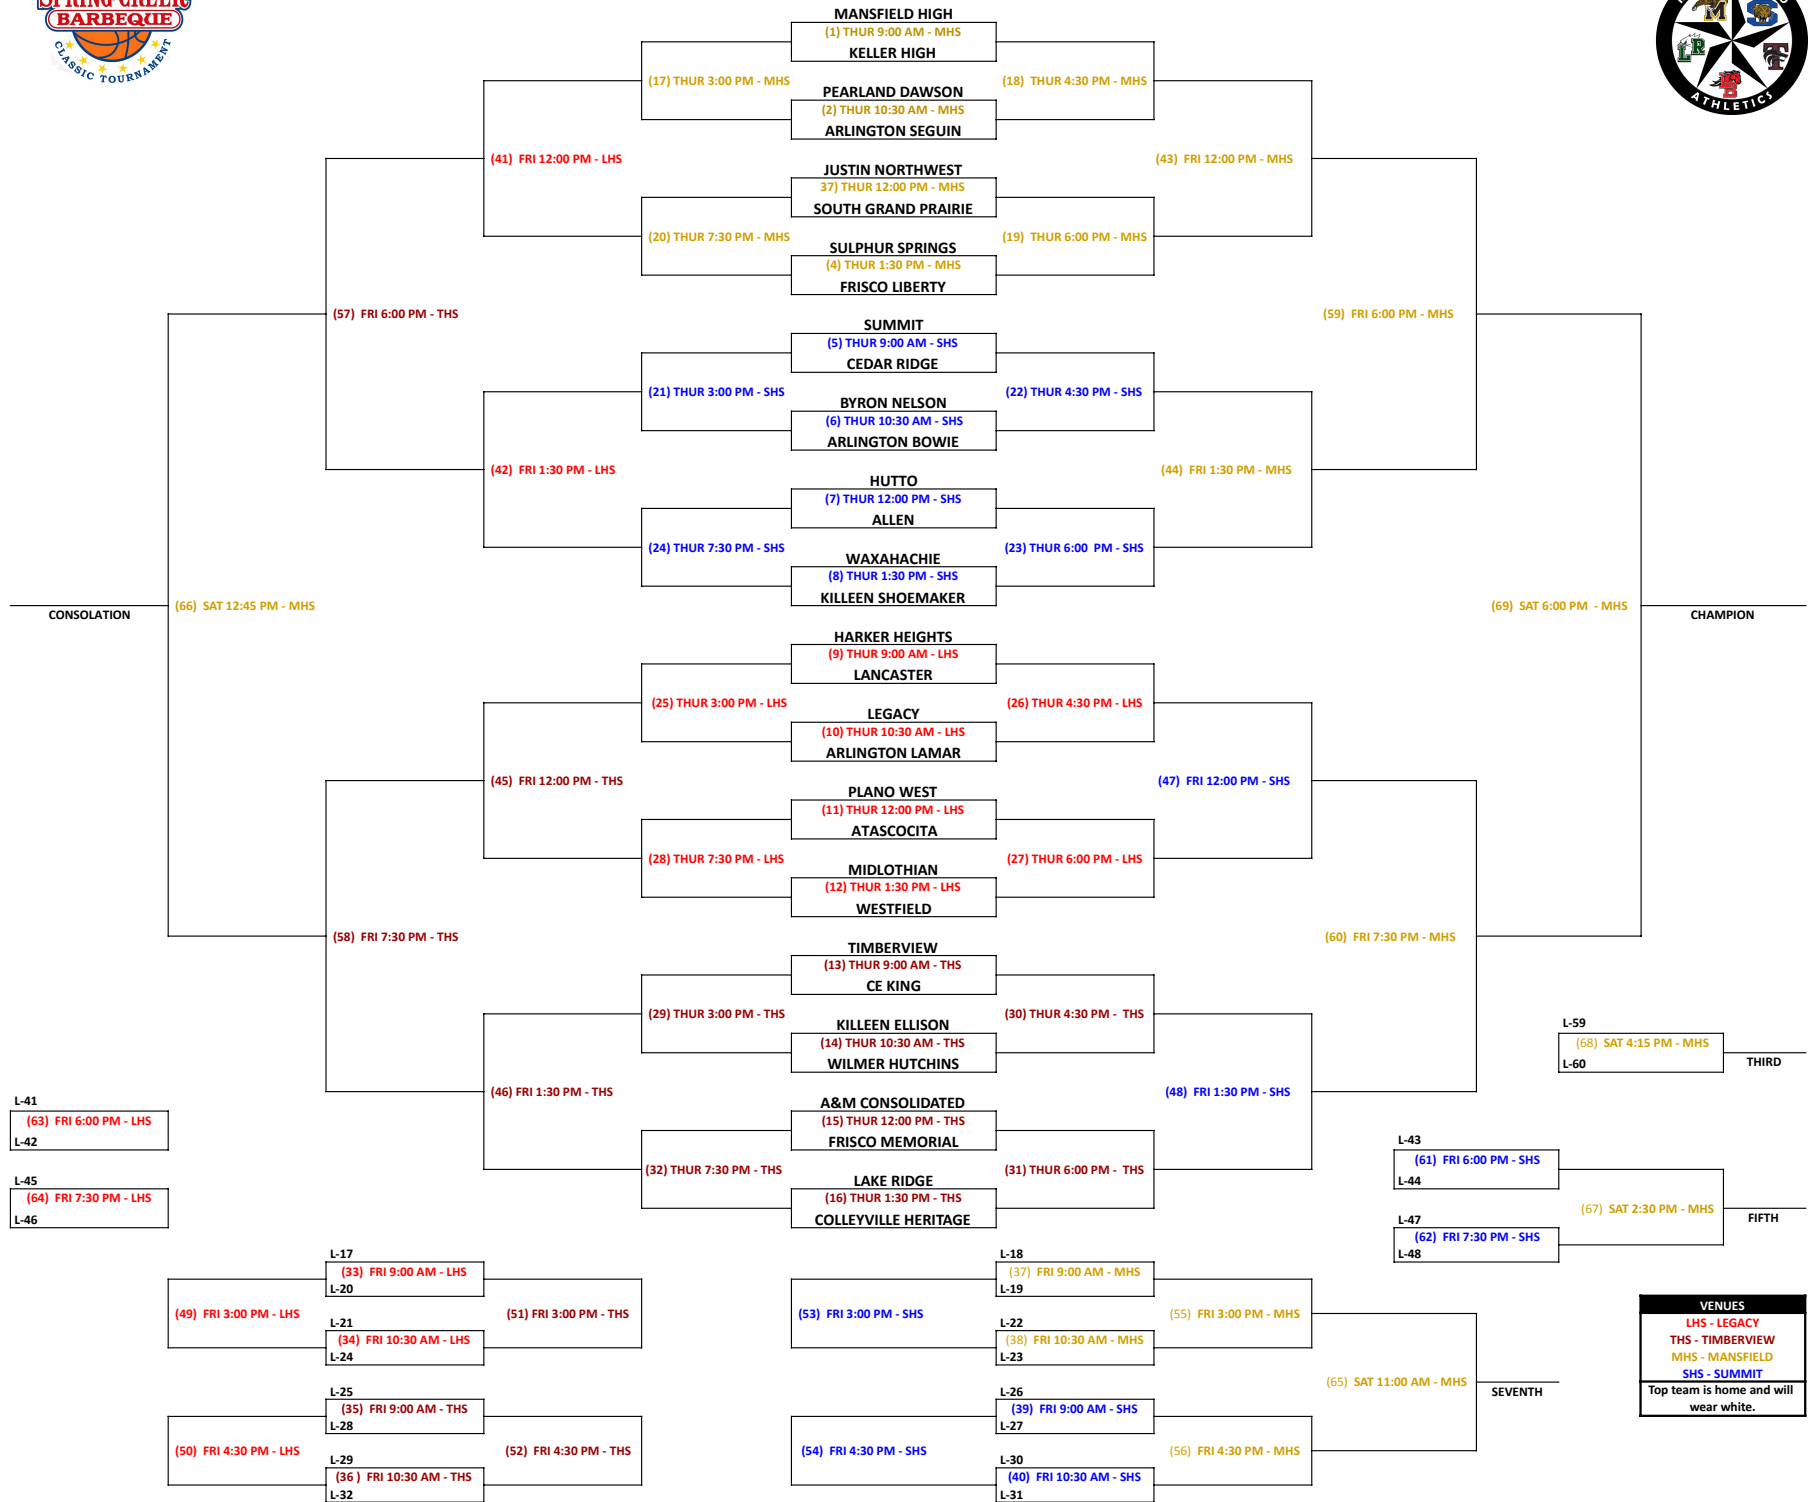 SPRING CREEK
BARBEQUE
CLASSIC TOURNAMENT
ATHLETICS
MANSFIELD HIGH
(1) THUR 9:00 AM - MHS
KELLER HIGH
(17) THUR 3:00 PM - MHS
(18) THUR 4:30 PM - MHS
PEARLAND DAWSON
(2) THUR 10:30 AM - MHS
ARLINGTON SEGUIN
(41) FRI 12:00 PM - LHS
(43) FRI 12:00 PM - MHS
JUSTIN NORTHWEST
37) THUR 12:00 PM - MHS
SOUTH GRAND PRAIRIE
(20) THUR 7:30 PM - MHS
(19) THUR 6:00 PM - MHS
SULPHUR SPRINGS
(4) THUR 1:30 PM - MHS
FRISCO LIBERTY
(57) FRI 6:00 PM - THS
(59) FRI 6:00 PM - MHS
SUMMIT
(5) THUR 9:00 AM - SHS
CEDAR RIDGE
(21) THUR 3:00 PM - SHS
(22) THUR 4:30 PM - SHS
BYRON NELSON
(6) THUR 10:30 AM - SHS
ARLINGTON BOWIE
(42) FRI 1:30 PM - LHS
(44) FRI 1:30 PM - MHS
HUTTO
(7) THUR 12:00 PM - SHS
ALLEN
(24) THUR 7:30 PM - SHS
(23) THUR 6:00 PM - SHS
WAXAHACHIE
(8) THUR 1:30 PM - SHS
KILLEEN SHOEMAKER
CONSOLATION
(66) SAT 12:45 PM - MHS
(69) SAT 6:00 PM - MHS
CHAMPION
HARKER HEIGHTS
(9) THUR 9:00 AM - LHS
LANCASTER
(25) THUR 3:00 PM - LHS
(26) THUR 4:30 PM - LHS
LEGACY
(10) THUR 10:30 AM - LHS
ARLINGTON LAMAR
(45) FRI 12:00 PM - THS
(47) FRI 12:00 PM - SHS
PLANO WEST
(11) THUR 12:00 PM - LHS
ATASCOCITA
(28) THUR 7:30 PM - LHS
(27) THUR 6:00 PM - LHS
MIDLOTHIAN
(12) THUR 1:30 PM - LHS
WESTFIELD
(58) FRI 7:30 PM - THS
(60) FRI 7:30 PM - MHS
TIMBERVIEW
(13) THUR 9:00 AM - THS
CE KING
(29) THUR 3:00 PM - THS
(30) THUR 4:30 PM - THS
KILLEEN ELLISON
(14) THUR 10:30 AM - THS
WILMER HUTCHINS
L-59
(68) SAT 4:15 PM - MHS
L-60
THIRD
(46) FRI 1:30 PM - THS
(48) FRI 1:30 PM - SHS
A&M CONSOLIDATED
(15) THUR 12:00 PM - THS
FRISCO MEMORIAL
L-41
(63) FRI 6:00 PM - LHS
L-42
(32) THUR 7:30 PM - THS
(31) THUR 6:00 PM - THS
LAKE RIDGE
(16) THUR 1:30 PM - THS
COLLEYVILLE HERITAGE
L-43
(61) FRI 6:00 PM - SHS
L-44
L-45
(64) FRI 7:30 PM - LHS
L-46
(67) SAT 2:30 PM - MHS
FIFTH
L-47
(62) FRI 7:30 PM - SHS
L-48
L-17
(33) FRI 9:00 AM - LHS
L-20
(49) FRI 3:00 PM - LHS
(51) FRI 3:00 PM - THS
L-21
(34) FRI 10:30 AM - LHS
L-24
L-18
(37) FRI 9:00 AM - MHS
L-19
(53) FRI 3:00 PM - SHS
(55) FRI 3:00 PM - MHS
L-22
(38) FRI 10:30 AM - MHS
L-23
L-25
(35) FRI 9:00 AM - THS
L-28
(50) FRI 4:30 PM - LHS
(52) FRI 4:30 PM - THS
L-29
(36 ) FRI 10:30 AM - THS
L-32
L-26
(39) FRI 9:00 AM - SHS
L-27
(54) FRI 4:30 PM - SHS
(56) FRI 4:30 PM - MHS
L-30
(40) FRI 10:30 AM - SHS
L-31
(65) SAT 11:00 AM - MHS
SEVENTH
VENUES
LHS - LEGACY
THS - TIMBERVIEW
MHS - MANSFIELD
SHS - SUMMIT
Top team is home and will
wear white.